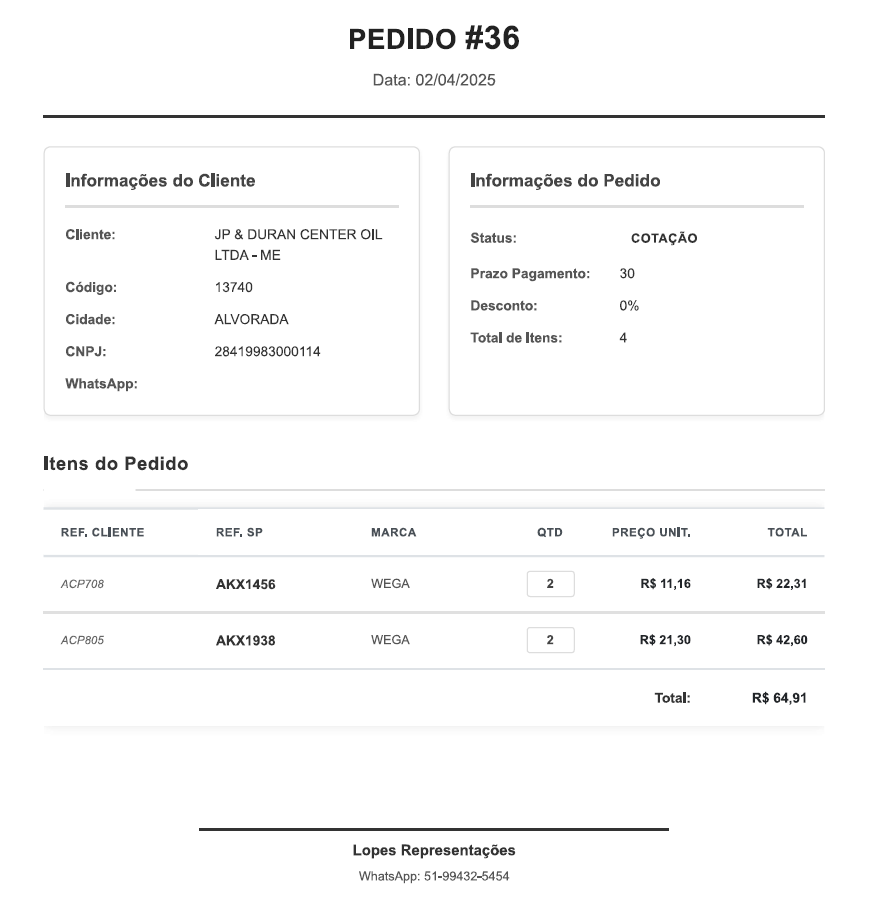 PEDIDO #36
Data: 02/04/2025
Informações do Cliente
Cliente: JP & DURAN CENTER OIL
LTDA - ME
Código: 13740
Cidade: ALVORADA
CNPJ: 28419983000114
WhatsApp:
Informações do Pedido
Status: COTAÇÃO
Prazo Pagamento: 30
Desconto: 0%
Total de Itens: 4
Itens do Pedido
REF. CLIENTE REF. SP MARCA QTD PREÇO UNIT. TOTAL
ACP708 AKX1456 WEGA 2 R$ 11,16 R$ 22,31
ACP805 AKX1938 WEGA 2 R$ 21,30 R$ 42,60
Total: R$ 64,91
Lopes Representações
WhatsApp: 51-99432-5454